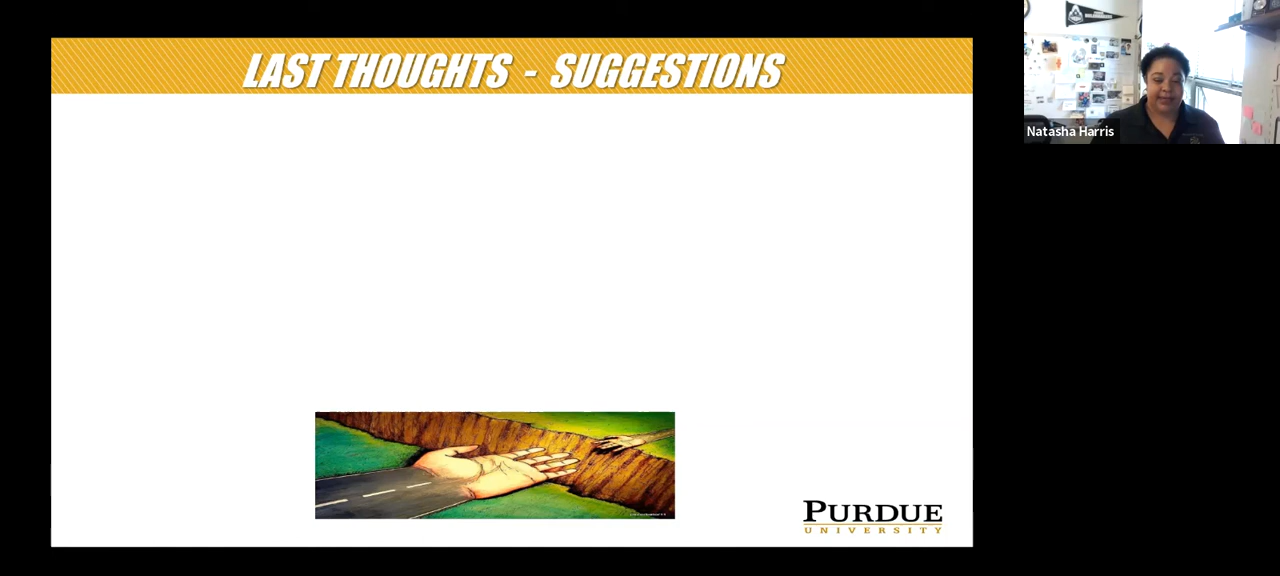 LAST THOUGHTS - SUGGESTIONS
Natasha Harris
PURDUE
UNIVERSITY